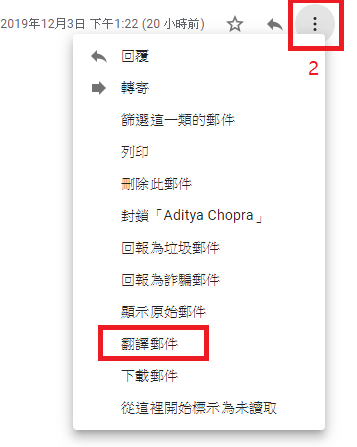 2019年12月3日 下午1:22 (20 小時前)
2
回覆
轉寄
篩選這一類的郵件
列印
刪除此郵件
封鎖「Aditya Chopra」
回報為垃圾郵件
回報為詐騙郵件
顯示原始郵件
翻譯郵件
下載郵件
從這裡開始標示為未讀取